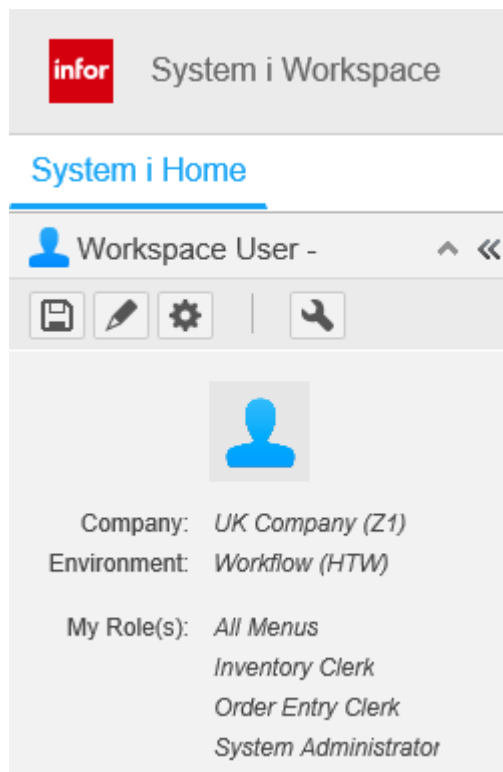 infor System i Workspace
System i Home
Workspace User -
Company: UK Company (Z1)
Environment: Workflow (HTW)
My Role(s): All Menus
Inventory Clerk
Order Entry Clerk
System Administrator